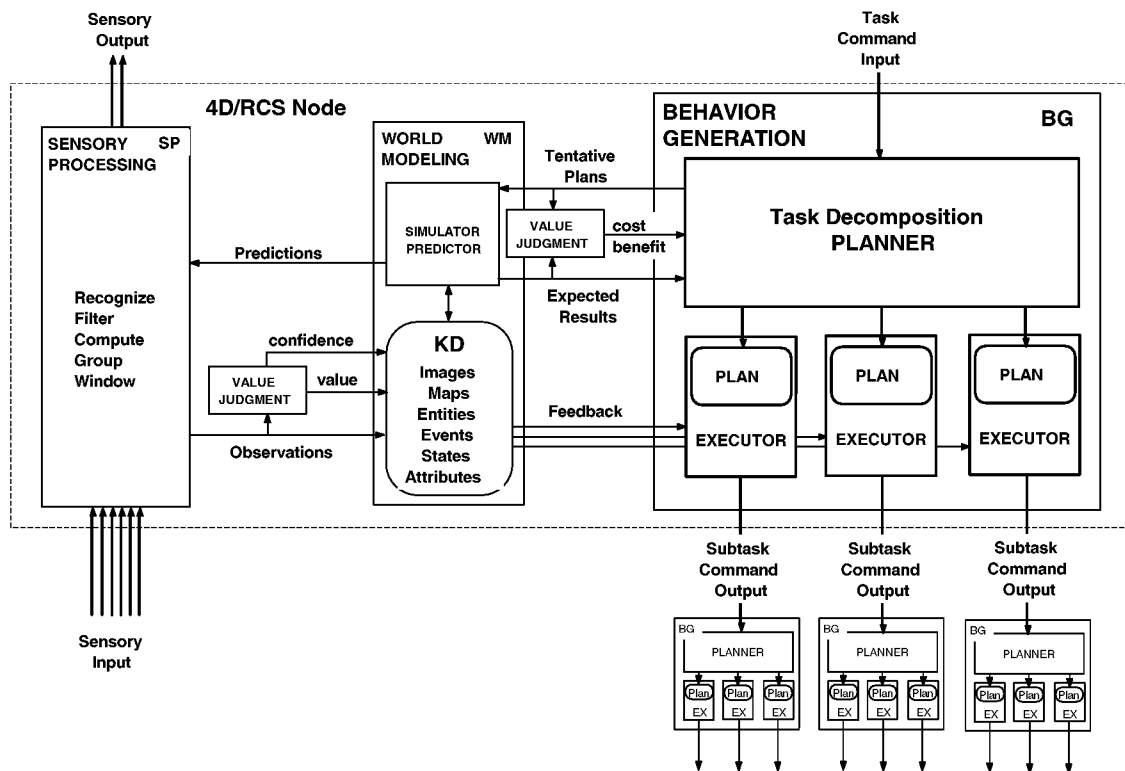 Sensory
Output
Task
Command
Input
4D/RCS Node
SENSORY SP
PROCESSING
Recognize
Filter
Compute
Group
Window
WORLD WM
MODELING
SIMULATOR
PREDICTOR
Predictions
Tentative
Plans
VALUE
JUDGMENT
cost
benefit
Expected
Results
confidence
VALUE
JUDGMENT
value
Observations
KD
Images
Maps
Entities
Events
States
Attributes
Feedback
BEHAVIOR
GENERATION
BG
Task Decomposition
PLANNER
PLAN
EXECUTOR
PLAN
EXECUTOR
PLAN
EXECUTOR
Sensory
Input
Subtask
Command
Output
Subtask
Command
Output
Subtask
Command
Output
BG
PLANNER
Plan
Plan
Plan
EX
EX
BG
PLANNER
Plan
Plan
Plan
EX
EX
BG
PLANNER
Plan
Plan
Plan
EX
EX